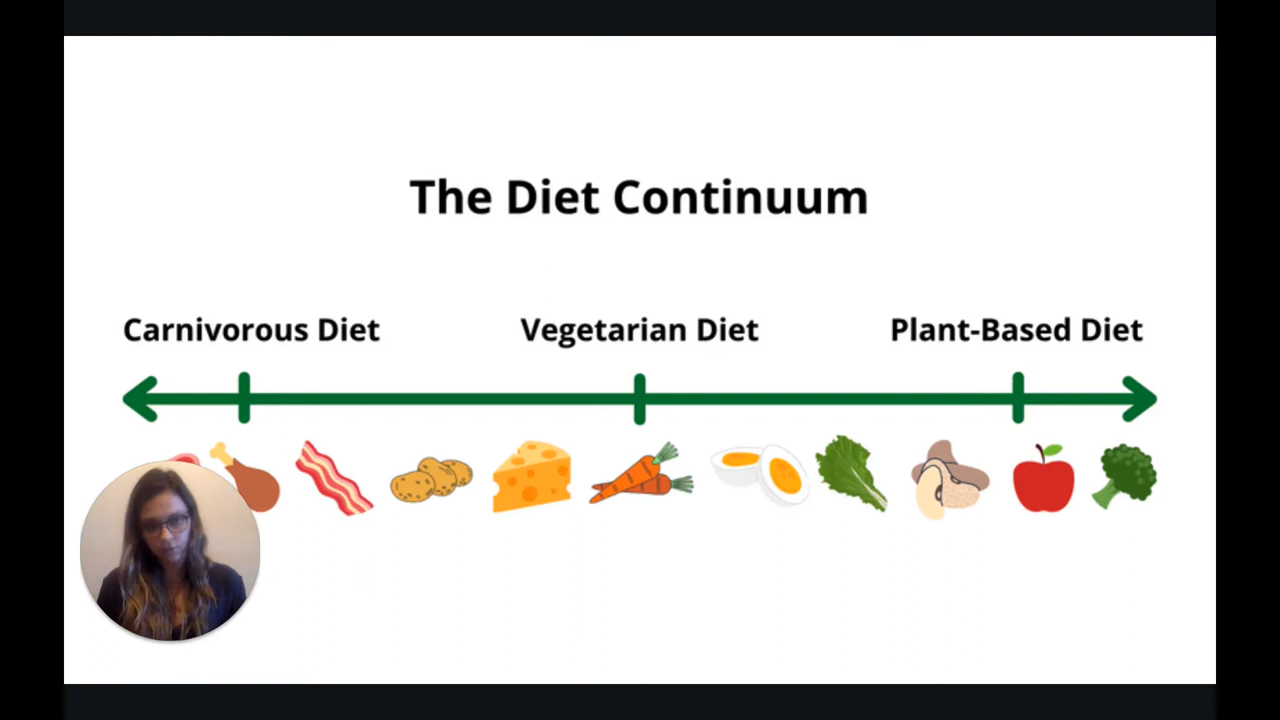 The Diet Continuum
Carnivorous Diet
Vegetarian Diet
Plant-Based Diet